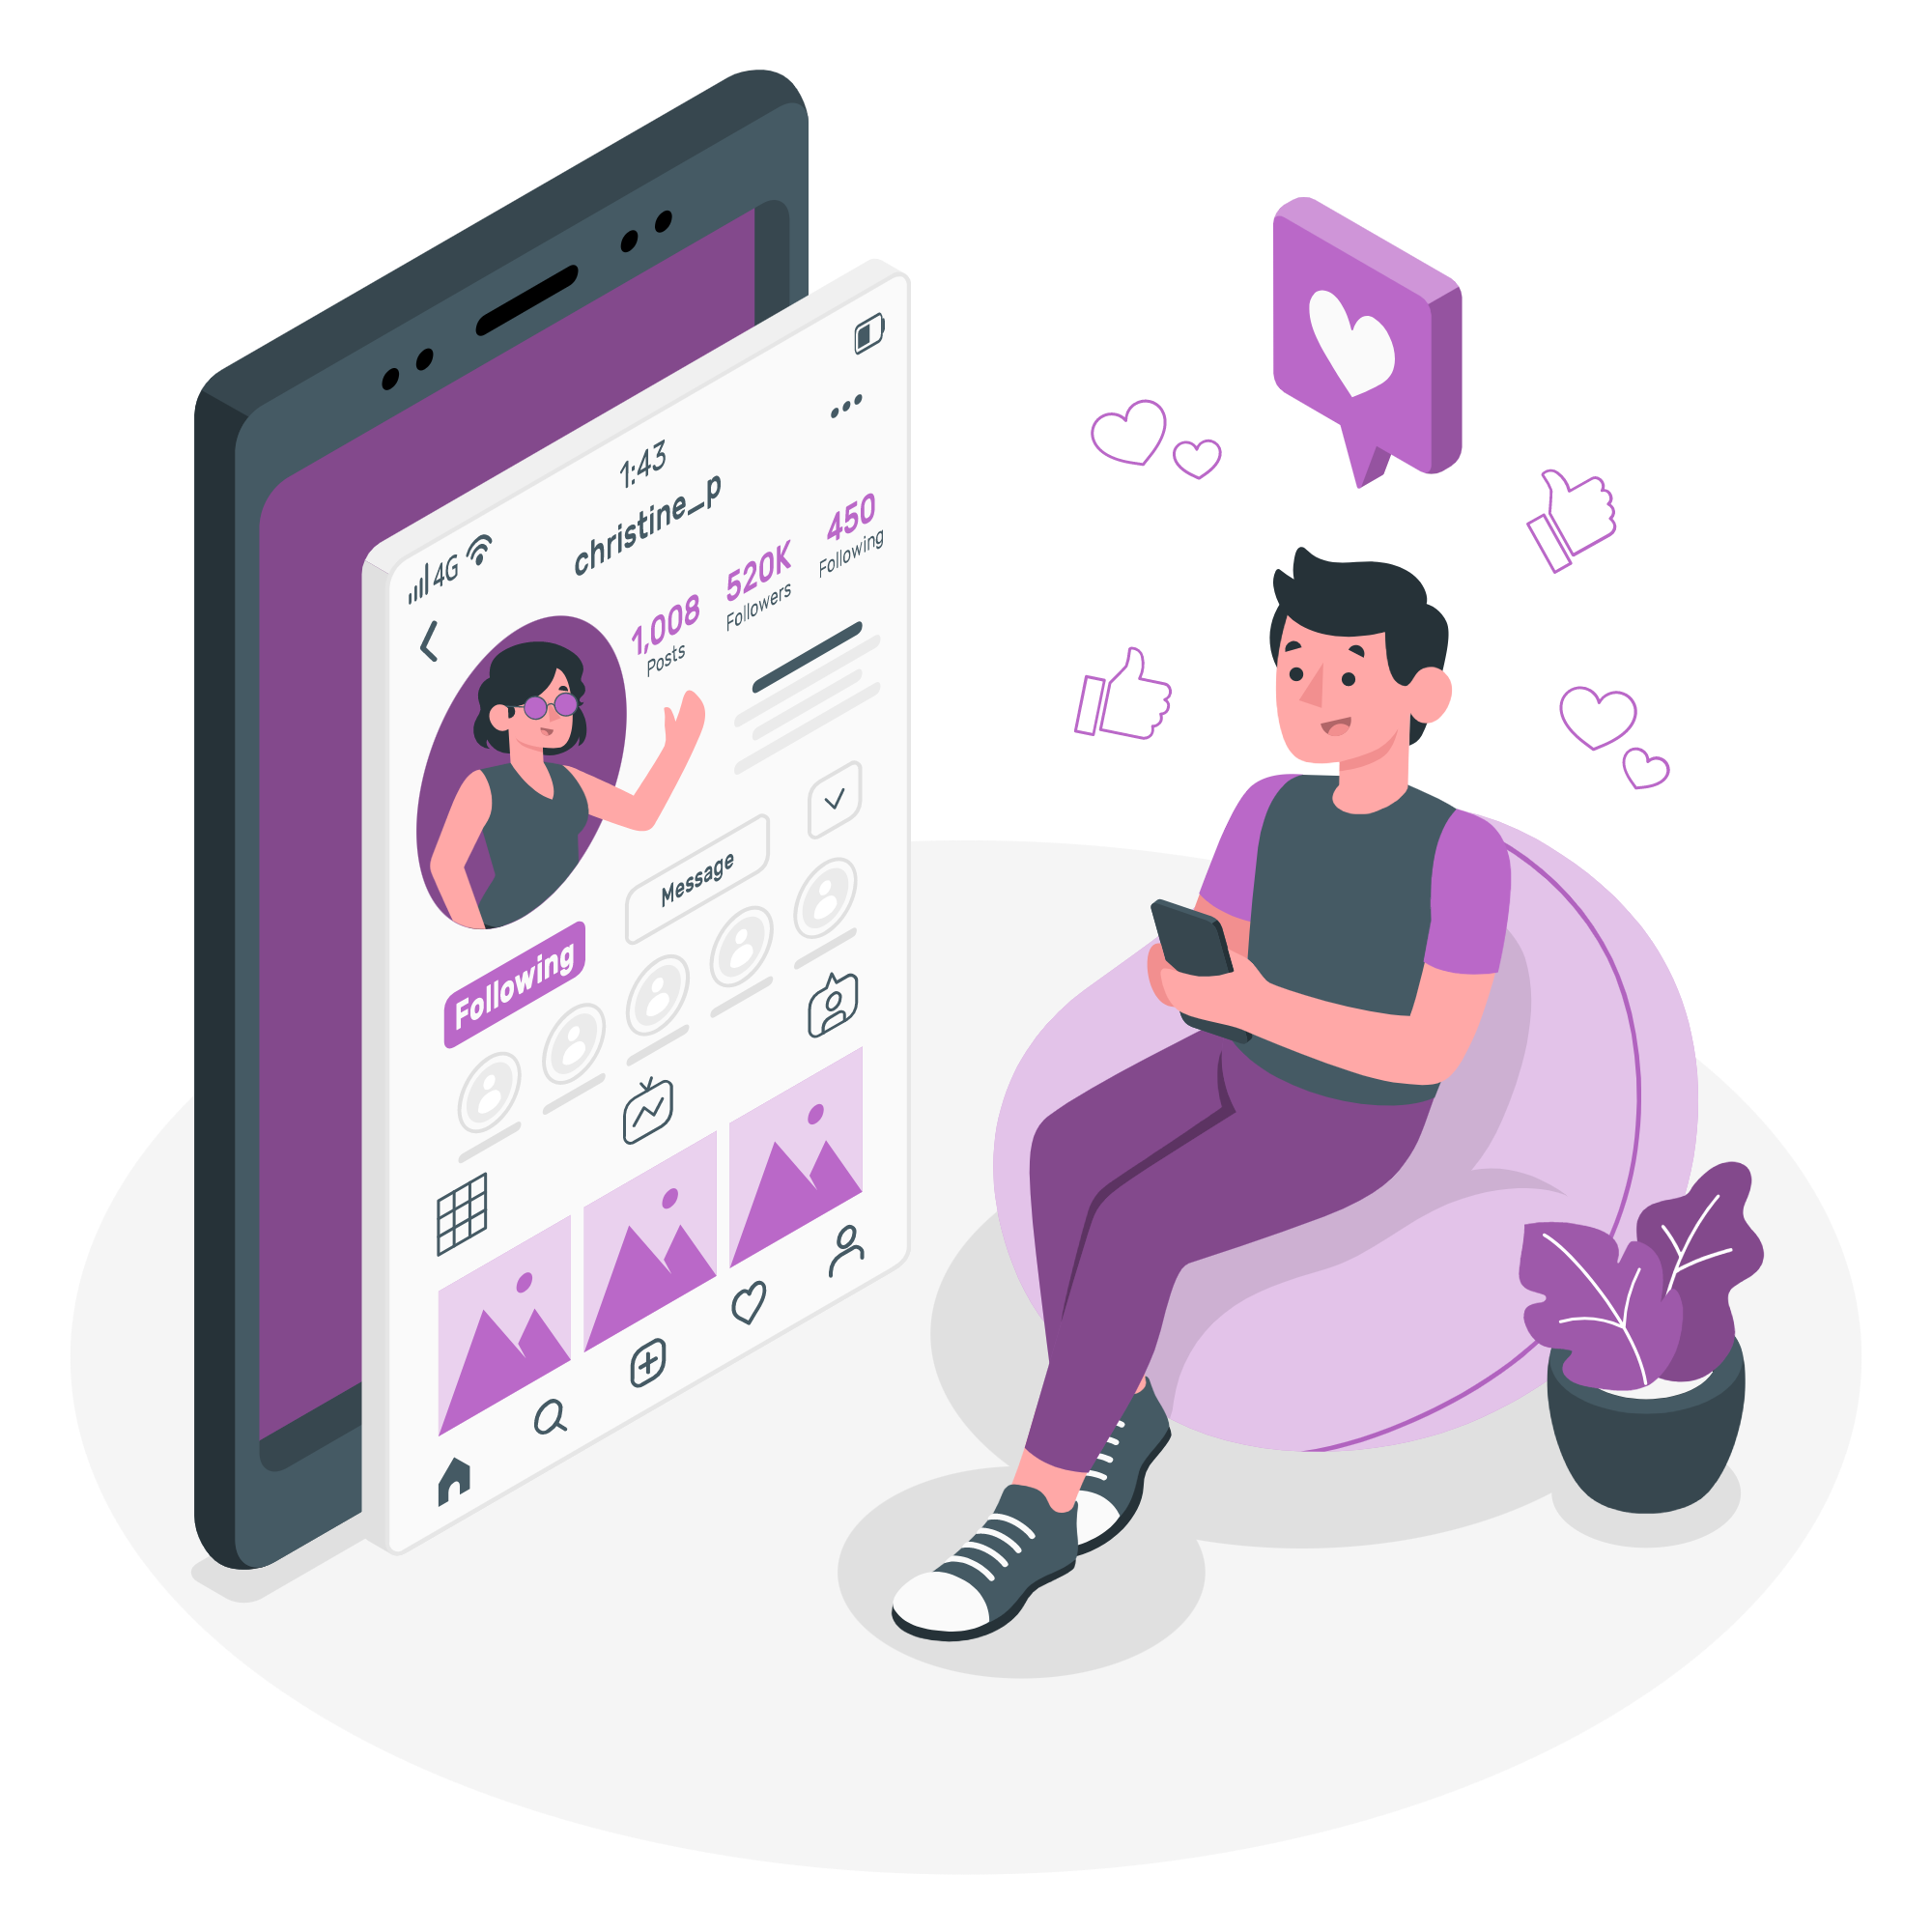 4G
1:43
christine_p
1,008
Posts
520K
Followers
450
Following
Following
Message